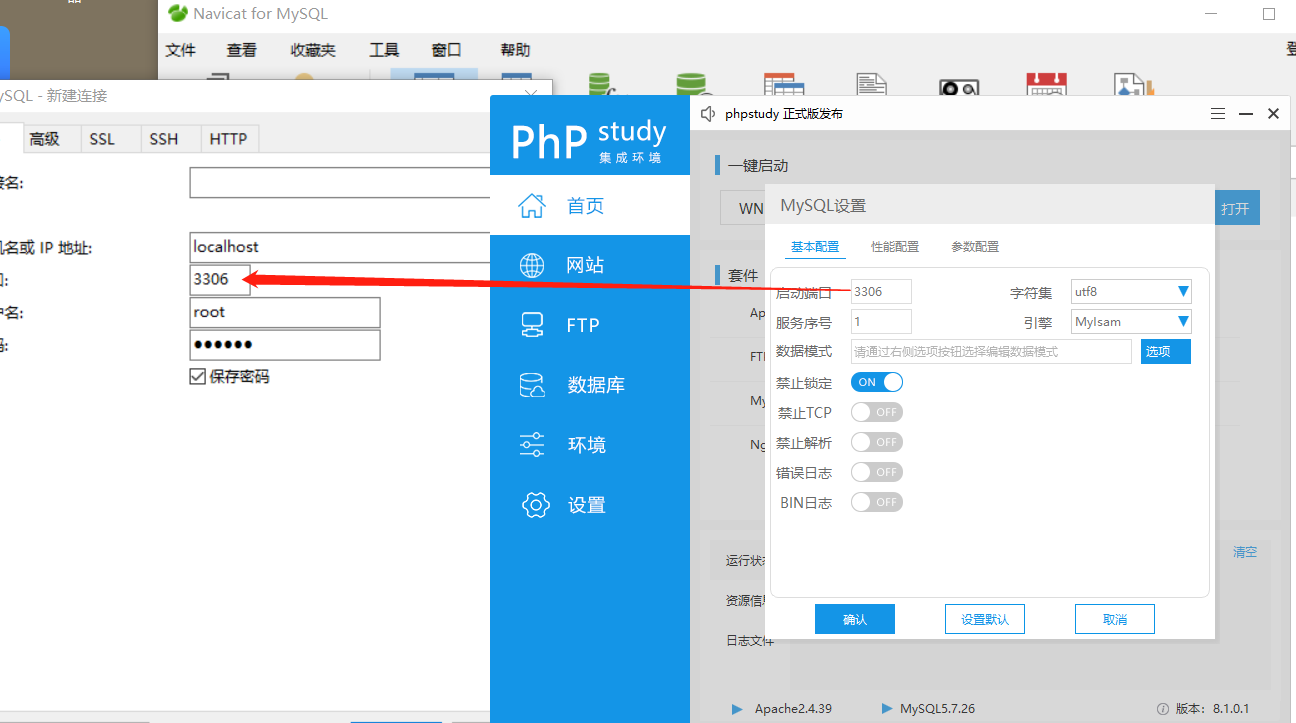 Navicat for MySQL
文件 查看 收藏夹 工具 窗口 帮助
ySQL - 新建连接
高级 SSL SSH HTTP
名:
名或 IP 地址:
localhost
3306
名:
root
●●●●●●
保存密码
PhP study
集成环境
首页
网站
FTP
数据库
环境
设置
phpstudy 正式版发布
一键启动
WN
打开
套件
Ap
FT
My
Ng
MySQL设置
基本配置 性能配置 参数配置
启动端口 3306 字符集 utf8
服务序号 1 引擎 MyIsam
数据模式 请通过右侧选项按钮选择编辑数据模式 选项
禁止锁定 ON
禁止TCP OFF
禁止解析 OFF
错误日志 OFF
BIN日志 OFF
确认 设置默认 取消
运行状
清空
资源信
日志文件
Apache2.4.39 MySQL5.7.26 版本: 8.1.0.1